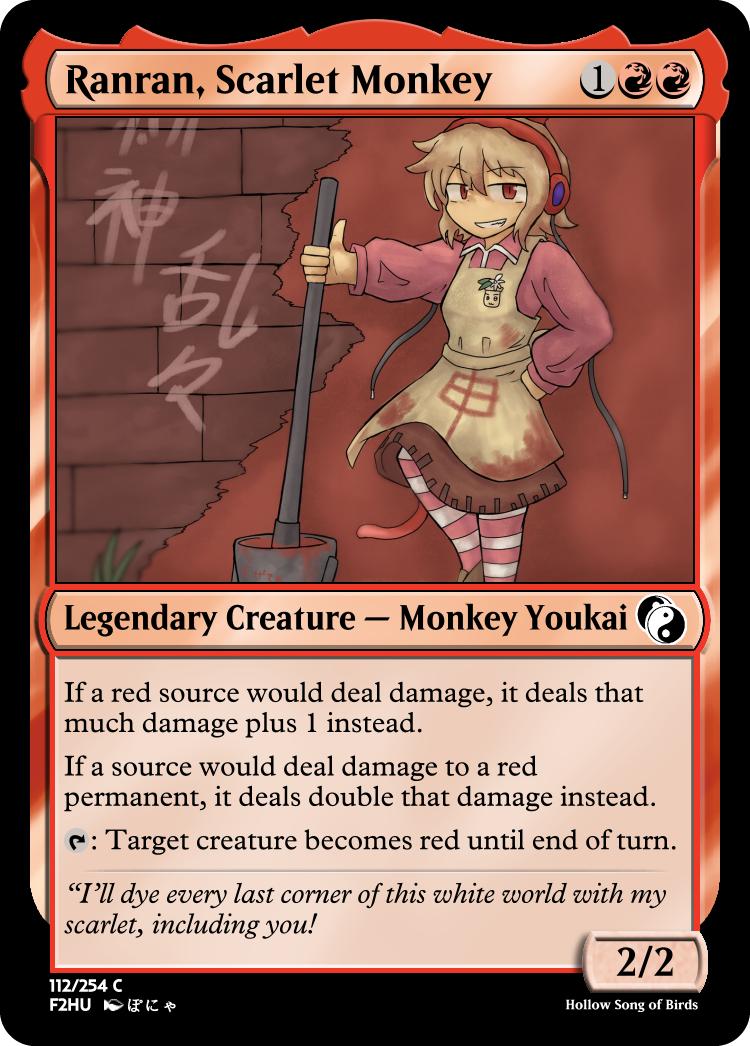 Ranran, Scarlet Monkey
1
神
乱
々
Legendary Creature — Monkey Youkai
If a red source would deal damage, it deals that
much damage plus 1 instead.
If a source would deal damage to a red
permanent, it deals double that damage instead.
: Target creature becomes red until end of turn.
“I’ll dye every last corner of this white world with my
scarlet, including you!
2/2
112/254 C
F2HU ぽにゃ
Hollow Song of Birds